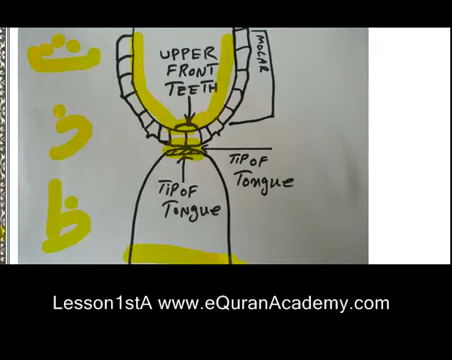 ث
ذ
ظ
UPPER
FRONT
TEETH
MOLAR
TIP OF
TONGUE
TIP OF
TONGUE
Lesson1stA www.eQuranAcademy.com